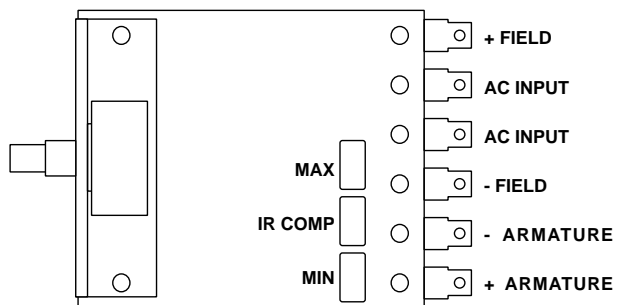 + FIELD
AC INPUT
AC INPUT
MAX
- FIELD
IR COMP
- ARMATURE
MIN
+ ARMATURE